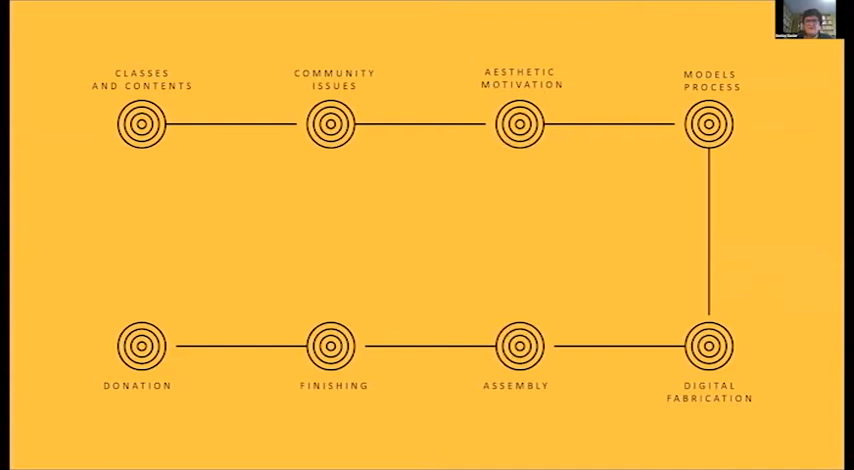 CLASSES
AND CONTENTS
COMMUNITY
ISSUES
AESTHETIC
MOTIVATION
MODELS
PROCESS
DONATION
FINISHING
ASSEMBLY
DIGITAL
FABRICATION